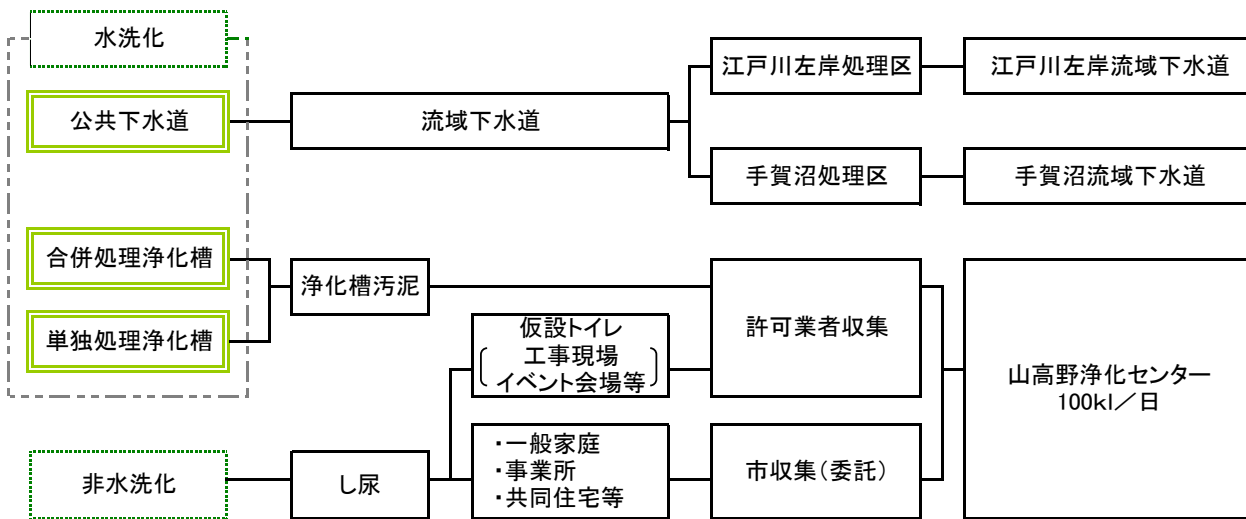 水洗化
公共下水道
流域下水道
江戸川左岸処理区
江戸川左岸流域下水道
手賀沼処理区
手賀沼流域下水道
合併処理浄化槽
単独処理浄化槽
浄化槽汚泥
仮設トイレ
工事現場
イベント会場等
許可業者収集
山高野浄化センター
100kl／日
非水洗化
し尿
・一般家庭
・事業所
・共同住宅等
市収集（委託）